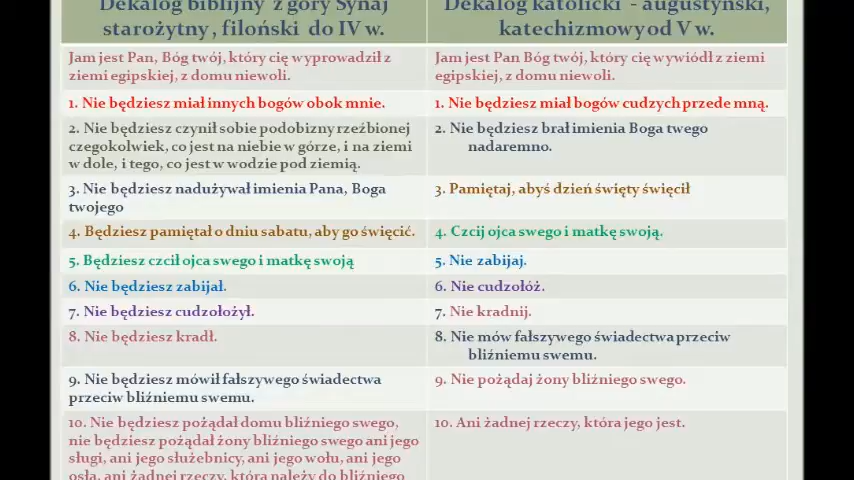 Dekalog biblijny z góry Synaj
starożytny, filoński do IV w.
Dekalog katolicki - augustyński,
katechizmowy od V w.
Jam jest Pan, Bóg twój, który cię wyprowadził z
ziemi egipskiej, z domu niewoli.
Jam jest Pan Bóg twój, który cię wywiódł z ziemi
egipskiej, z domu niewoli.
1. Nie będziesz miał innych bogów obok mnie.
1. Nie będziesz miał bogów cudzych przede mną.
2. Nie będziesz czynił sobie podobizny rzeźbionej
czegokolwiek, co jest na niebie w górze, i na ziemi
w dole, i tego, co jest w wodzie pod ziemią.
2. Nie będziesz brał imienia Boga twego
nadaremno.
3. Nie będziesz nadużywał imienia Pana, Boga
twojego
3. Pamiętaj, abyś dzień święty święcił
4. Będziesz pamiętał o dniu sabatu, aby go święcić.
4. Czcij ojca swego i matkę swoją.
5. Będziesz czcił ojca swego i matkę swoją
5. Nie zabijaj.
6. Nie będziesz zabijał.
6. Nie cudzołóż.
7. Nie będziesz cudzołożył.
7. Nie kradnij.
8. Nie będziesz kradł.
8. Nie mów fałszywego świadectwa przeciw
bliźniemu swemu.
9. Nie będziesz mówił fałszywego świadectwa
przeciw bliźniemu swemu.
9. Nie pożądaj żony bliźniego swego.
10. Nie będziesz pożądał domu bliźniego swego,
nie będziesz pożądał żony bliźniego swego ani jego
sługi, ani jego służebnicy, ani jego wołu, ani jego
osła, ani żadnej rzeczy, która należy do bliźniego
10. Ani żadnej rzeczy, która jego jest.